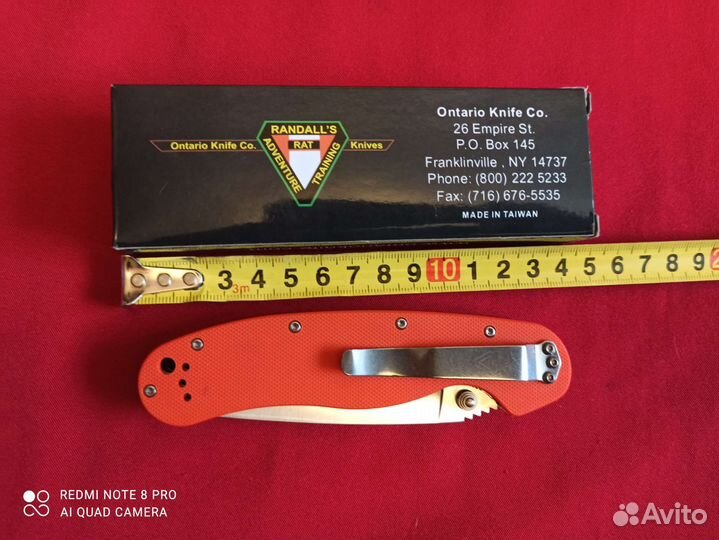 Ontario Knife Co.
RANDALL'S
ADVENTURE
TRAINING
RAT
Knives
Ontario Knife Co.
26 Empire St.
P.O. Box 145
Franklinville , NY 14737
Phone: (800) 222 5233
Fax: (716) 676-5535
MADE IN TAIWAN
3 4 5 6 7 8 9 10 1 2 3 4 5 6 7 8 9 2
3m
REDMI NOTE 8 PRO
AI QUAD CAMERA
Avito